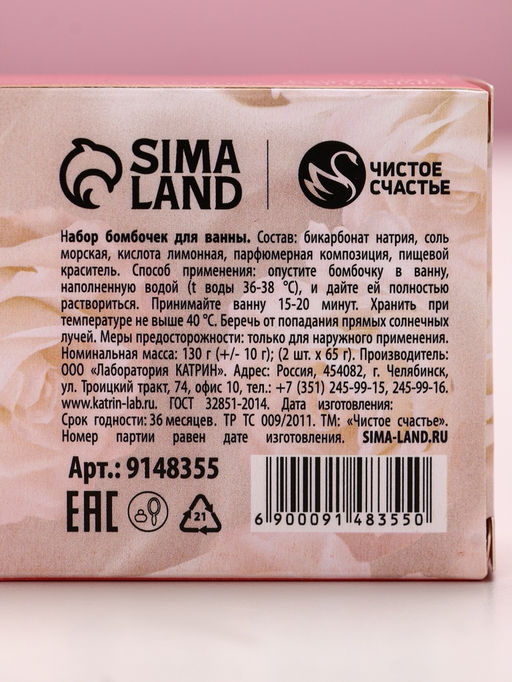 SIMA LAND
ЧИСТОЕ СЧАСТЬЕ
Набор бомбочек для ванны. Состав: бикарбонат натрия, соль
морская, кислота лимонная, парфюмерная композиция, пищевой
краситель. Способ применения: опустите бомбочку в ванну,
наполненную водой (t воды 36-38 °С), и дайте ей полностью
раствориться. Принимайте ванну 15-20 минут. Хранить при
температуре не выше 40 °С. Беречь от попадания прямых солнечных
лучей. Меры предосторожности: только для наружного применения.
Номинальная масса: 130 г (+/- 10 г); (2 шт. х 65 г). Производитель:
ООО «Лаборатория КАТРИН». Адрес: Россия, 454082, г. Челябинск,
ул. Троицкий тракт, 74, офис 10, тел.: +7 (351) 245-99-15, 245-99-16.
www.katrin-lab.ru. ГОСТ 32851-2014. Дата изготовления:
Срок годности: 36 месяцев. ТР ТС 009/2011. ТМ: «Чистое счастье».
Номер партии равен дате изготовления. SIMA-LAND.RU
Арт.: 9148355
EAC
21
6 900091 483550